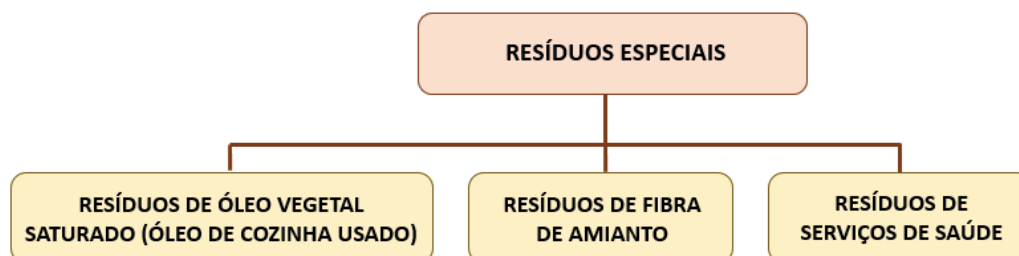 RESÍDUOS ESPECIAIS
RESÍDUOS DE ÓLEO VEGETAL
SATURADO (ÓLEO DE COZINHA USADO)
RESÍDUOS DE FIBRA
DE AMIANTO
RESÍDUOS DE
SERVIÇOS DE SAÚDE